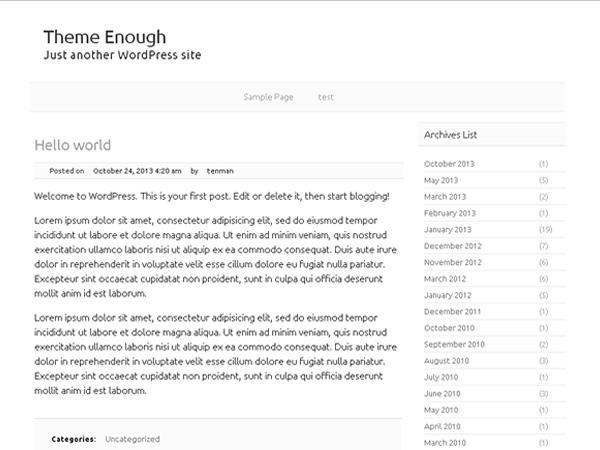 Theme Enough
Just another WordPress site
Sample Page test
Hello world
Posted on October 24, 2013 4:20 am by tenman
Welcome to WordPress. This is your first post. Edit or delete it, then start blogging!
Lorem ipsum dolor sit amet, consectetur adipisicing elit, sed do eiusmod tempor
incididunt ut labore et dolore magna aliqua. Ut enim ad minim veniam, quis nostrud
exercitation ullamco laboris nisi ut aliquip ex ea commodo consequat. Duis aute irure
dolor in reprehenderit in voluptate velit esse cillum dolore eu fugiat nulla pariatur.
Excepteur sint occaecat cupidatat non proident, sunt in culpa qui officia deserunt
mollit anim id est laborum.
Lorem ipsum dolor sit amet, consectetur adipisicing elit, sed do eiusmod tempor
incididunt ut labore et dolore magna aliqua. Ut enim ad minim veniam, quis nostrud
exercitation ullamco laboris nisi ut aliquip ex ea commodo consequat. Duis aute irure
dolor in reprehenderit in voluptate velit esse cillum dolore eu fugiat nulla pariatur.
Excepteur sint occaecat cupidatat non proident, sunt in culpa qui officia deserunt
mollit anim id est laborum.
Categories: Uncategorized
Archives List
October 2013 (1)
May 2013 (5)
March 2013 (2)
February 2013 (1)
January 2013 (19)
December 2012 (7)
November 2012 (6)
March 2012 (6)
January 2012 (5)
December 2011 (1)
October 2010 (1)
September 2010 (2)
August 2010 (3)
July 2010 (1)
June 2010 (3)
May 2010 (1)
April 2010 (1)
March 2010 (1)